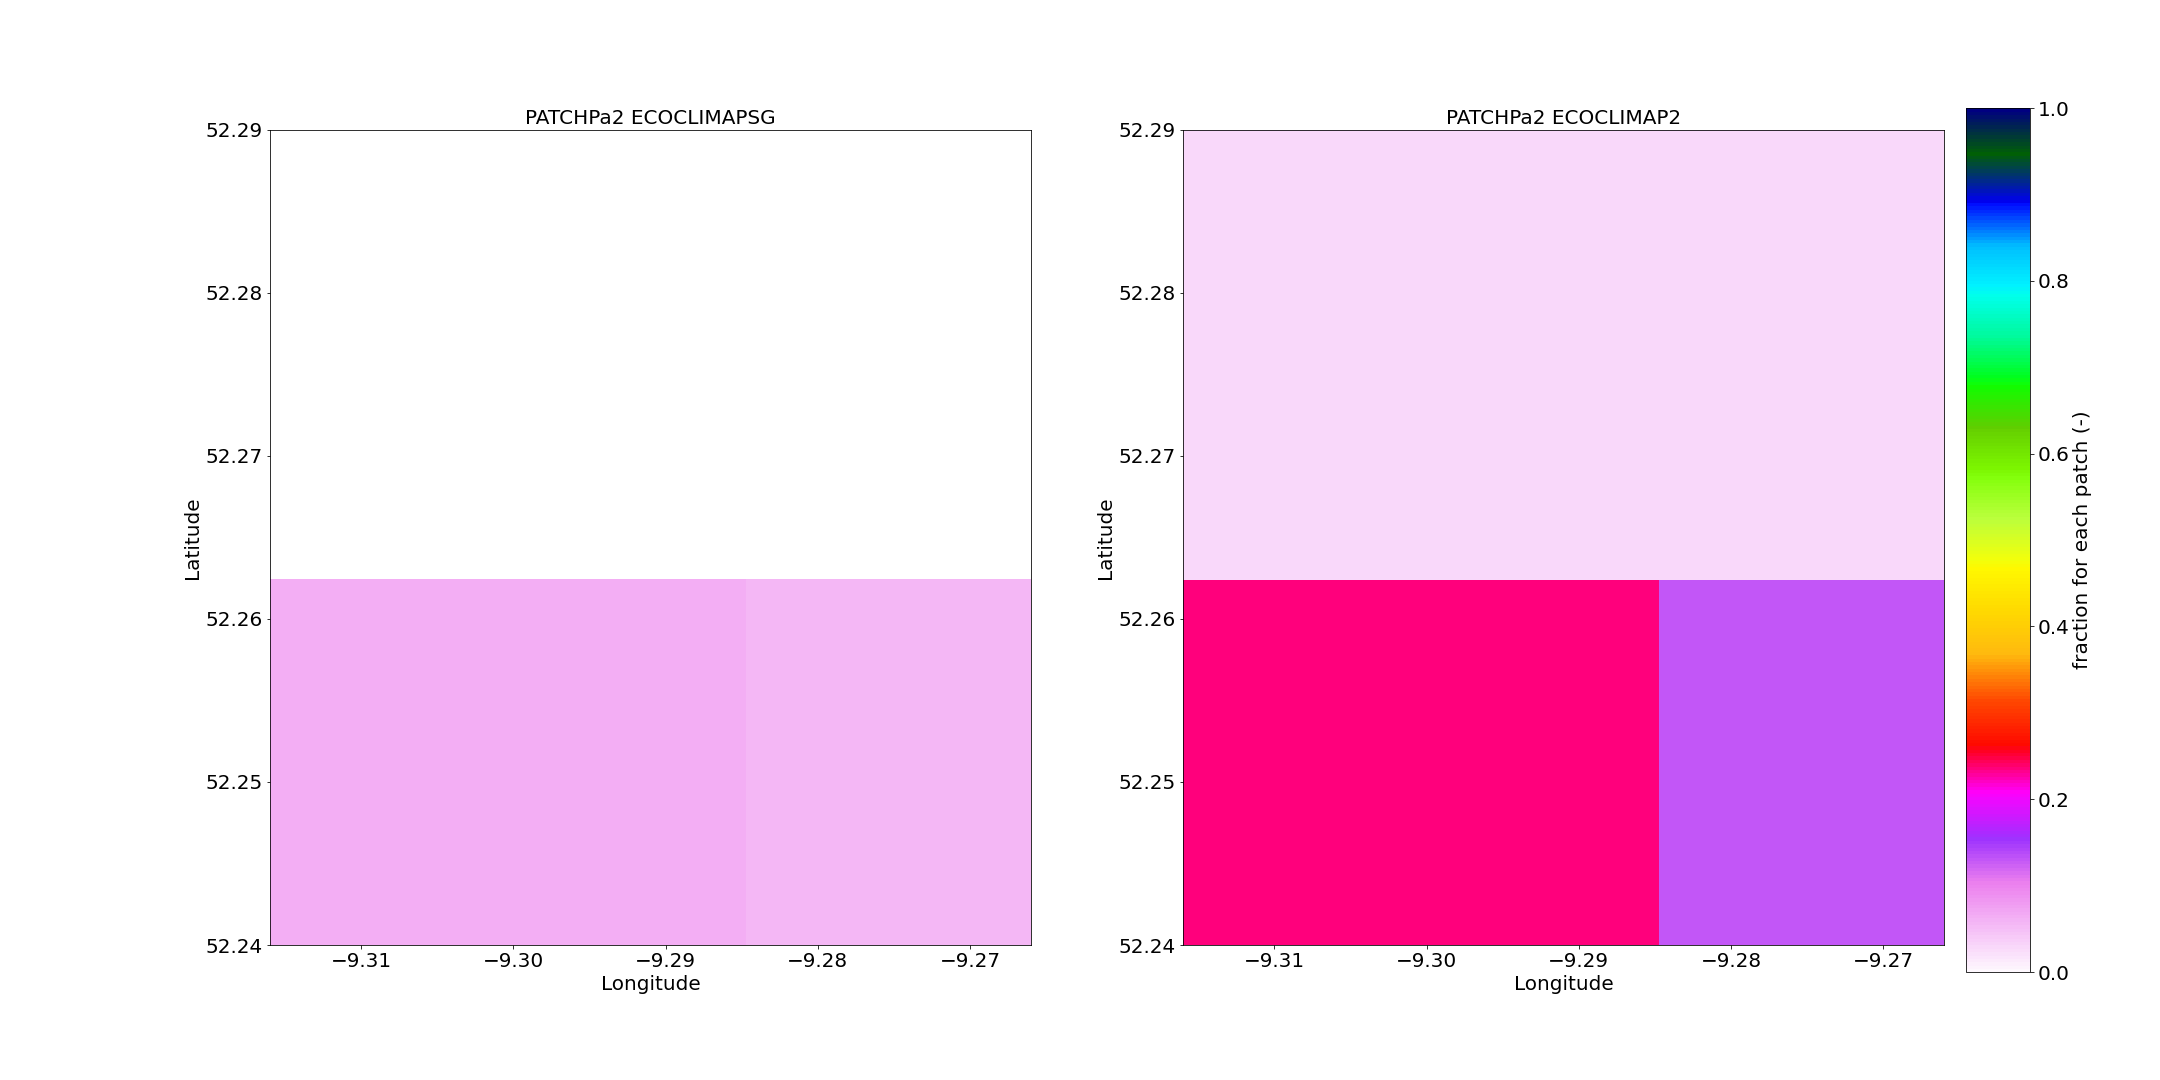 PATCHPa2 ECOCLIMAPSG
52.29
52.28
52.27
52.26
52.25
52.24
Latitude
−9.31 −9.30 −9.29 −9.28 −9.27
Longitude
PATCHPa2 ECOCLIMAP2
52.29
52.28
52.27
52.26
52.25
52.24
Latitude
−9.31 −9.30 −9.29 −9.28 −9.27
Longitude
1.0
0.8
0.6
0.4
0.2
0.0
fraction for each patch (-)